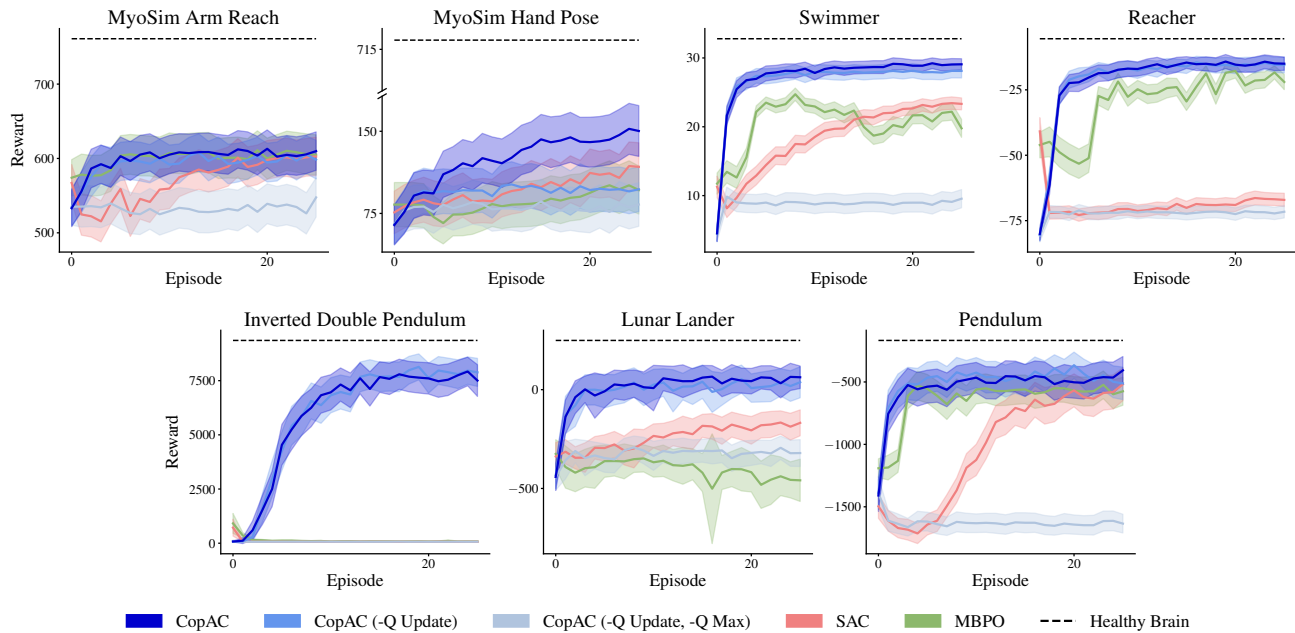 MyoSim Arm Reach
MyoSim Hand Pose
Swimmer
Reacher
Reward
700
600
500
0
20
Episode
715
150
75
0
20
Episode
30
20
10
0
20
Episode
−25
−50
−75
0
20
Episode
Inverted Double Pendulum
Lunar Lander
Pendulum
Reward
7500
5000
2500
0
0
20
Episode
0
−500
0
20
Episode
−500
−1000
−1500
0
20
Episode
CopAC
CopAC (-Q Update)
CopAC (-Q Update, -Q Max)
SAC
MBPO
Healthy Brain